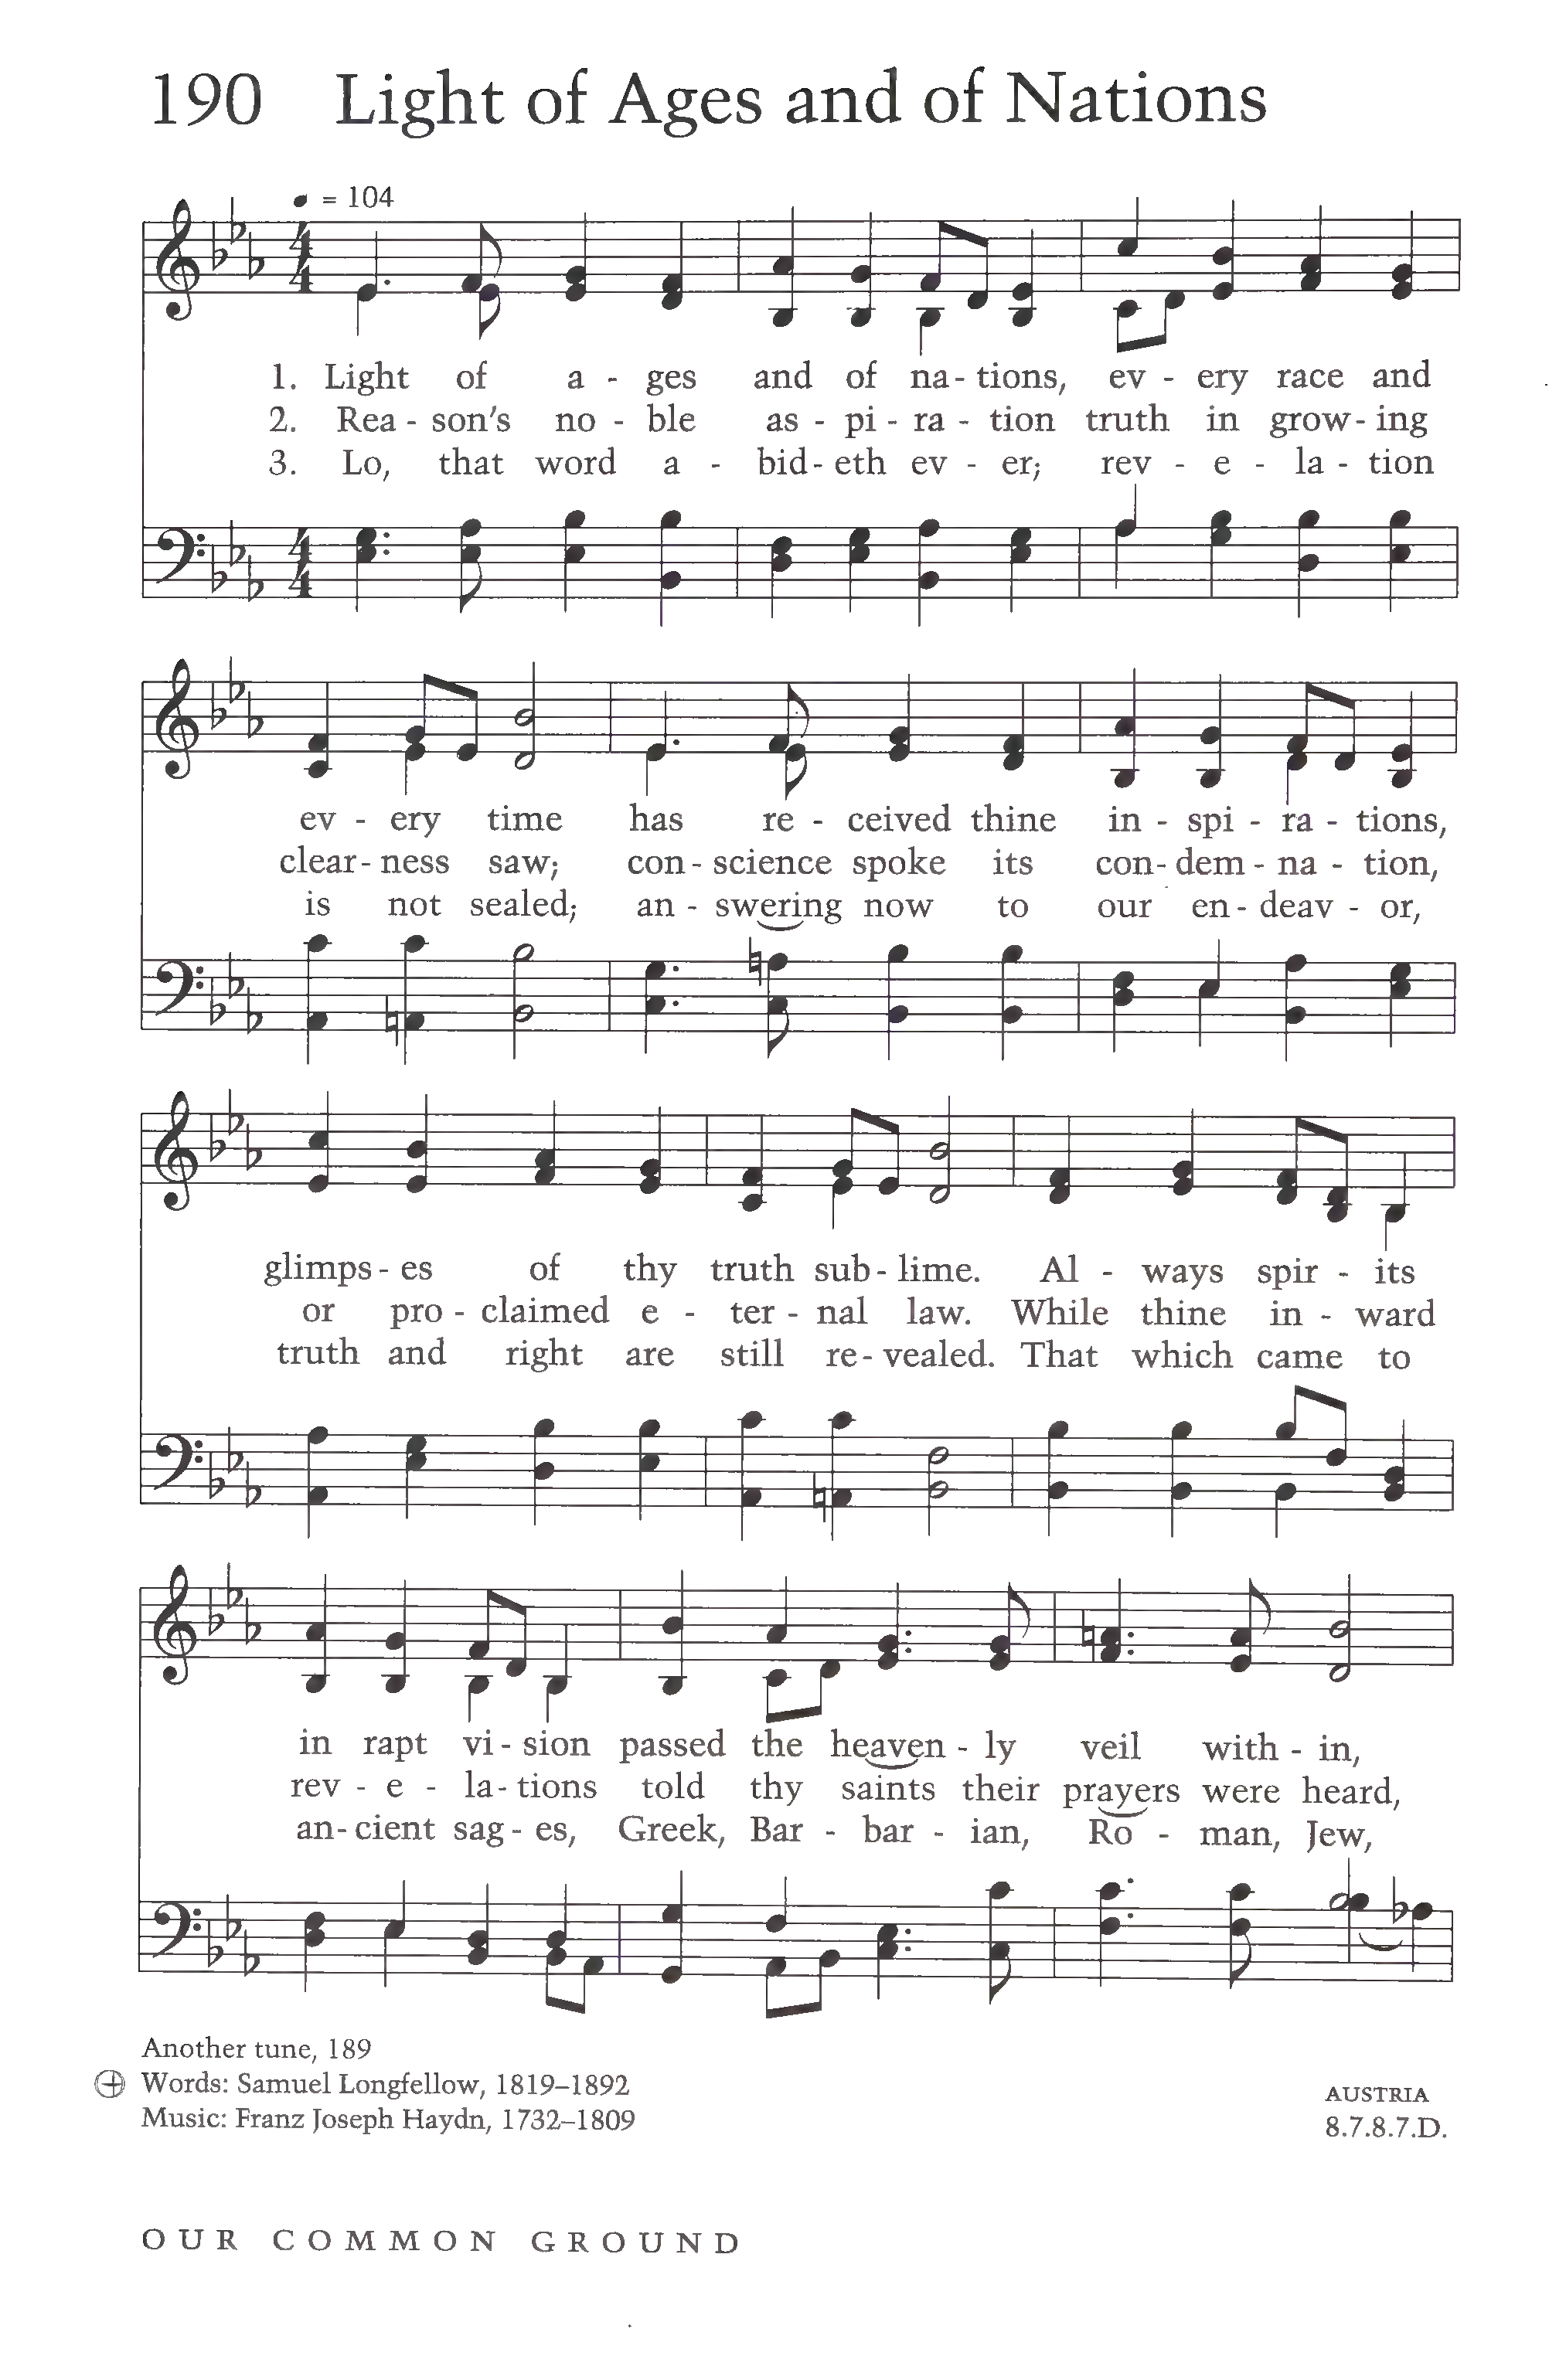 190 Light of Ages and of Nations
= 104
1. Light of a - ges and of na - tions, ev - ery race and
2. Rea - son's no - ble as - pi - ra - tion truth in grow - ing
3. Lo, that word a - bid - eth ev - er; rev - e - la - tion
ev - ery time has re - ceived thine in - spi - ra - tions,
clear - ness saw; con - science spoke its con - dem - na - tion,
is not sealed; an - swering now to our en - deav - or,
glimps - es of thy truth sub - lime. Al - ways spir - its
or pro - claimed e - ter - nal law. While thine in - ward
truth and right are still re - vealed. That which came to
in rapt vi - sion passed the heaven - ly veil with - in,
rev - e - la - tions told thy saints their prayers were heard,
an - cient sag - es, Greek, Bar - bar - ian, Ro - man, Jew,
Another tune, 189
Words: Samuel Longfellow, 1819–1892
Music: Franz Joseph Haydn, 1732–1809
AUSTRIA
8.7.8.7.D.
OUR COMMON GROUND